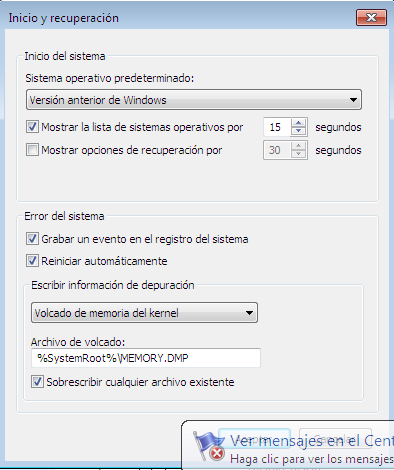 Inicio y recuperación
Inicio del sistema
Sistema operativo predeterminado:
Versión anterior de Windows
Mostrar la lista de sistemas operativos por 15 segundos
Mostrar opciones de recuperación por 30 segundos
Error del sistema
Grabar un evento en el registro del sistema
Reiniciar automáticamente
Escribir información de depuración
Volcado de memoria del kernel
Archivo de volcado:
%SystemRoot%\MEMORY.DMP
Sobrescribir cualquier archivo existente
Ver mensajes en el Cent
Haga clic para ver los mensajes